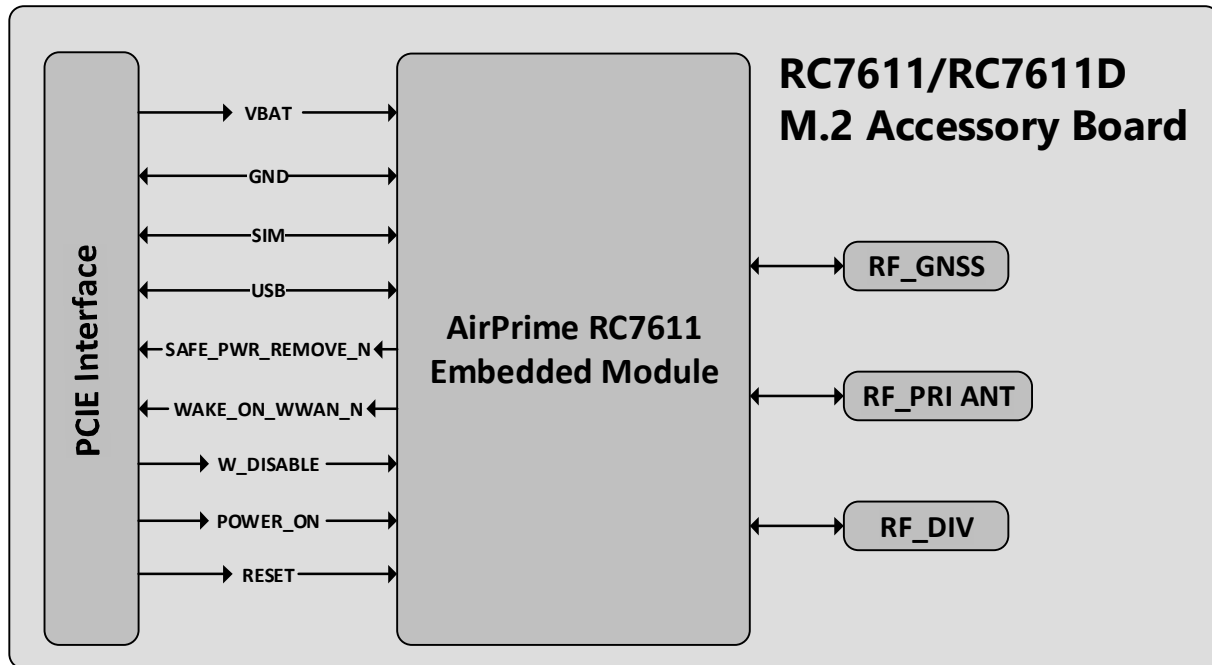 RC7611/RC7611D
M.2 Accessory Board
PCIE Interface
VBAT
GND
SIM
USB
SAFE_PWR_REMOVE_N
WAKE_ON_WWAN_N
W_DISABLE
POWER_ON
RESET
AirPrime RC7611
Embedded Module
RF_GNSS
RF_PRI ANT
RF_DIV